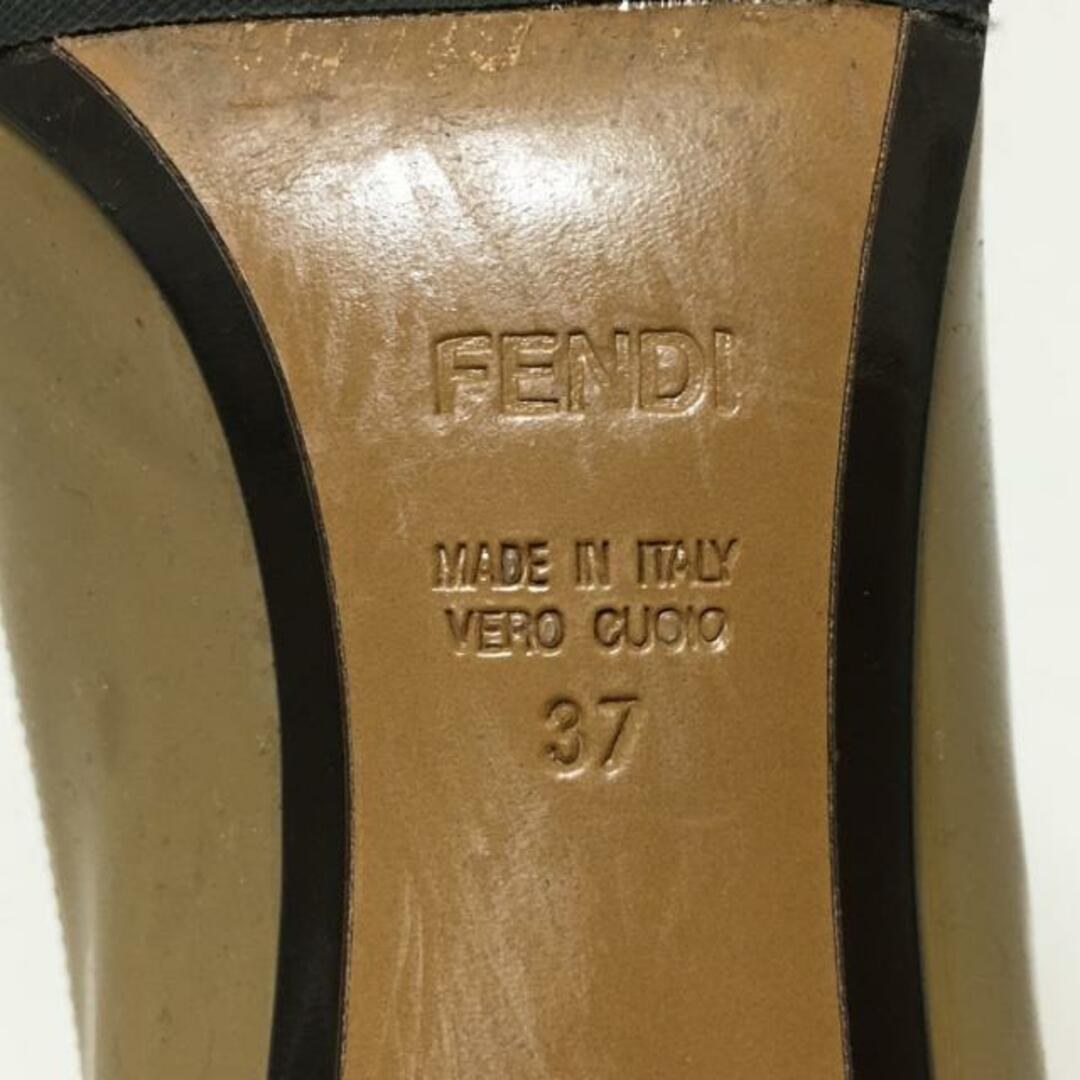 FENDI
MADE IN ITALY
VERO CUOIO
37